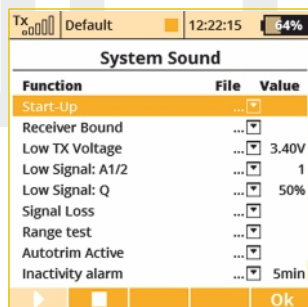 Tx Default 12:22:15 64%
System Sound
Function File Value
Start-Up ...
Receiver Bound ...
Low TX Voltage ... 3.40V
Low Signal: A1/2 ... 1
Low Signal: Q ... 50%
Signal Loss ...
Range test ...
Autotrim Active ...
Inactivity alarm ... 5min
Ok